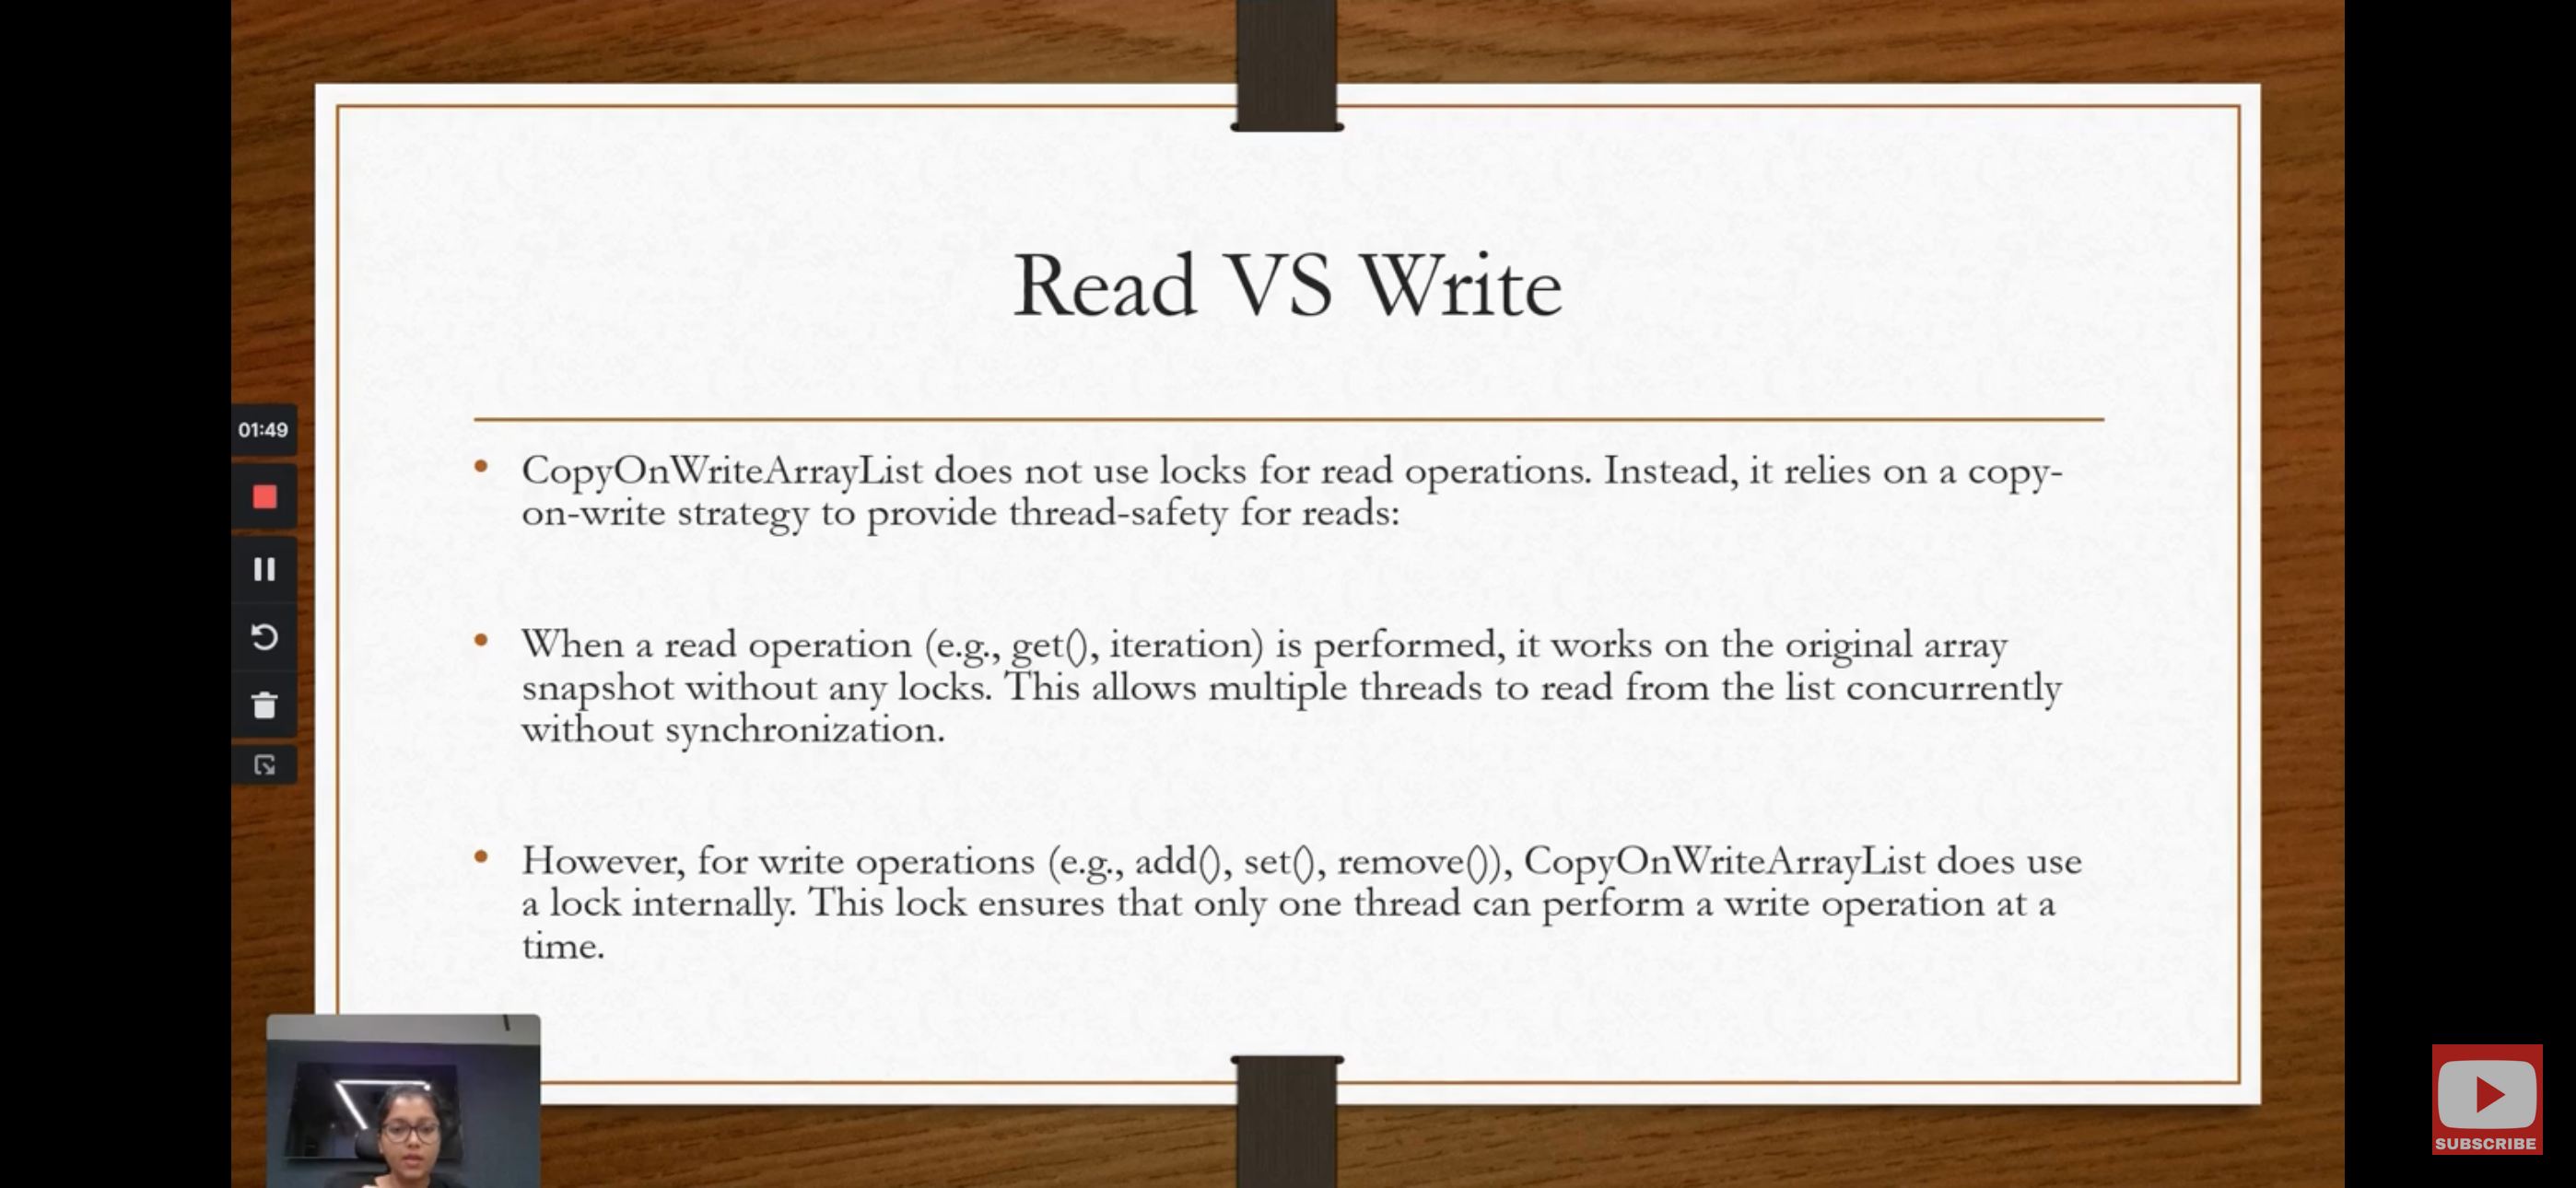 Read VS Write
01:49
• CopyOnWriteArrayList does not use locks for read operations. Instead, it relies on a copy-
on-write strategy to provide thread-safety for reads:
• When a read operation (e.g., get(), iteration) is performed, it works on the original array
snapshot without any locks. This allows multiple threads to read from the list concurrently
without synchronization.
• However, for write operations (e.g., add(), set(), remove()), CopyOnWriteArrayList does use
a lock internally. This lock ensures that only one thread can perform a write operation at a
time.
SUBSCRIBE